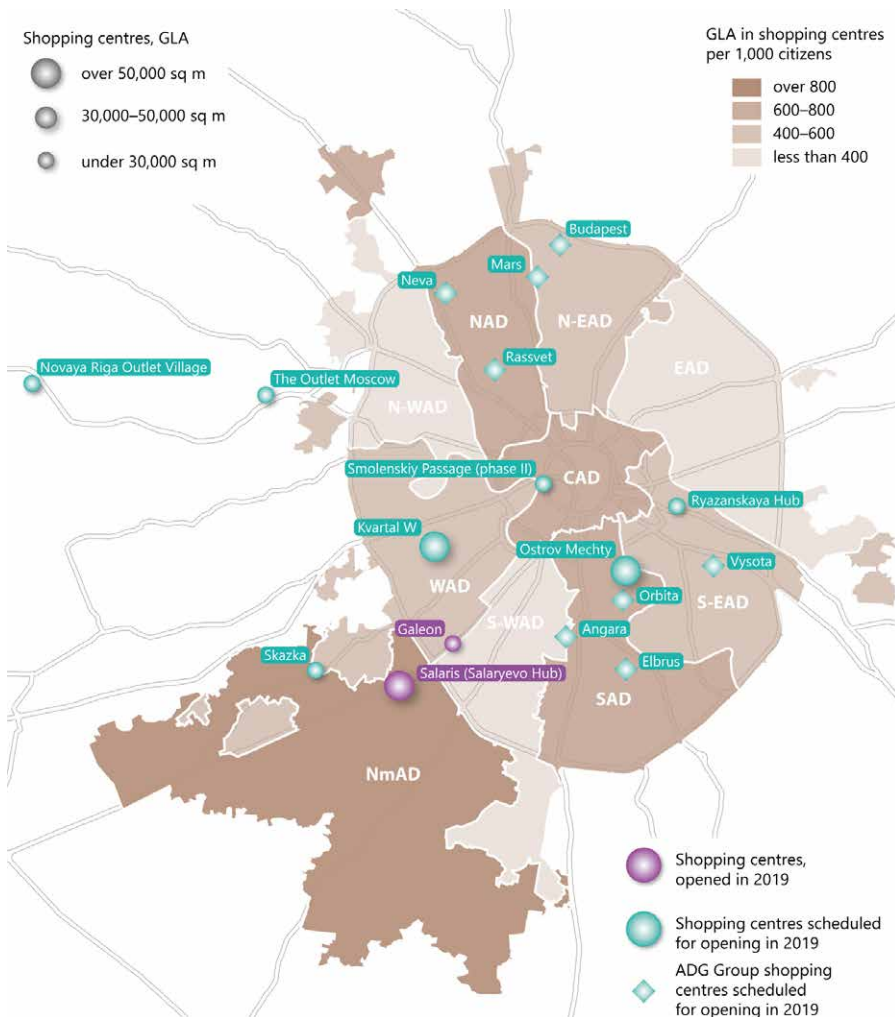 Shopping centres, GLA
over 50,000 sq m
30,000–50,000 sq m
under 30,000 sq m
GLA in shopping centres
per 1,000 citizens
over 800
600–800
400–600
less than 400
Budapest
Mars
Neva
NAD
N-EAD
Rassvet
EAD
Novaya Riga Outlet Village
The Outlet Moscow
N-WAD
Smolenskiy Passage (phase II)
CAD
Ryazanskaya Hub
Kvartal W
Ostrov Mechty
Vysota
WAD
Orbita
S-EAD
Galeon
S-WAD
Angara
Skazka
Salaris (Salaryevo Hub)
Elbrus
SAD
NmAD
Shopping centres,
opened in 2019
Shopping centres scheduled
for opening in 2019
ADG Group shopping
centres scheduled
for opening in 2019